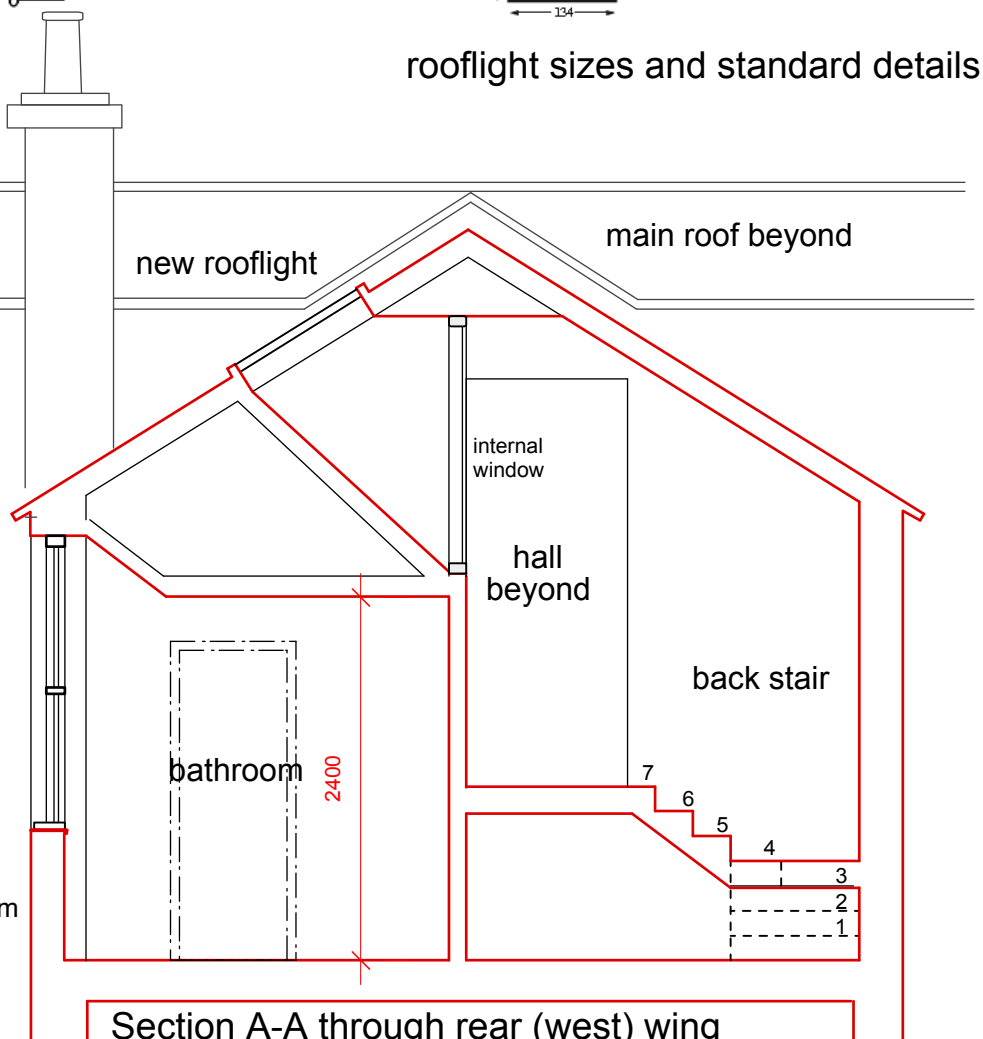 134
rooflight sizes and standard details
main roof beyond
new rooflight
internal
window
hall
beyond
back stair
bathroom
2400
7
6
5
4
3
2
1
m
Section A-A through rear (west) wing